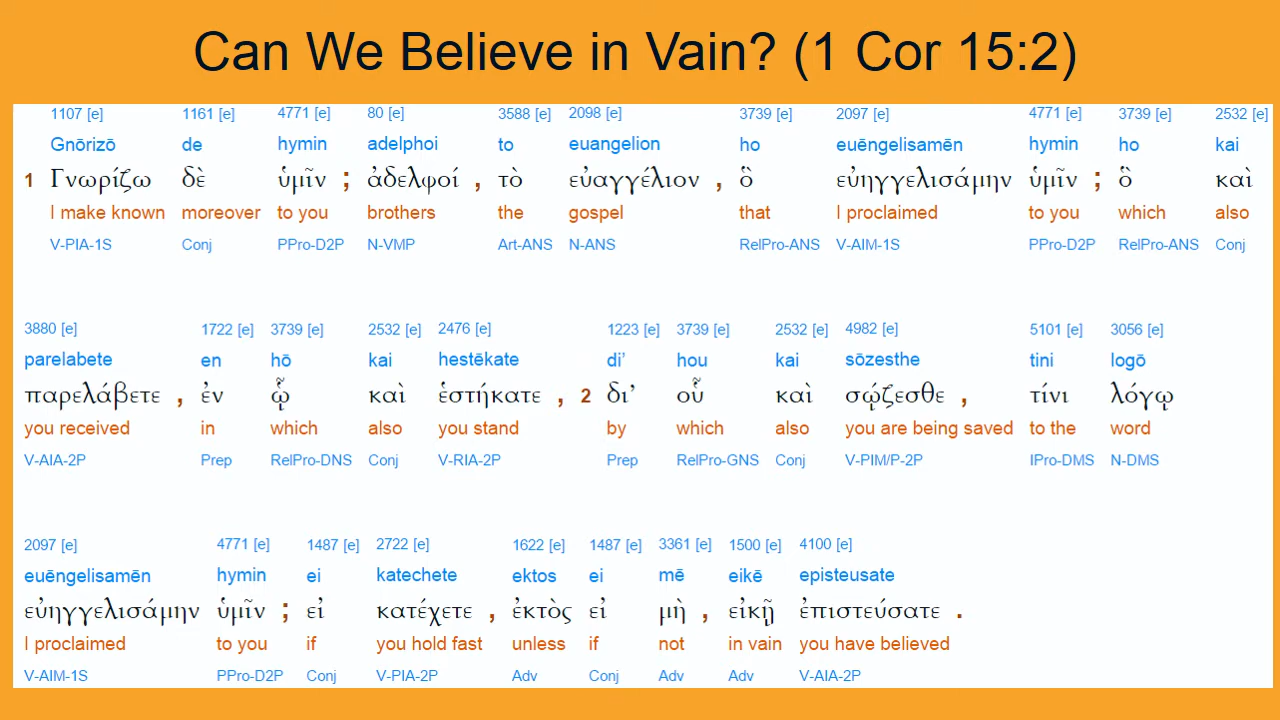 Can We Believe in Vain? (1 Cor 15:2)
1107 [e] 1161 [e] 4771 [e] 80 [e] 3588 [e] 2098 [e] 3739 [e] 2097 [e] 4771 [e] 3739 [e] 2532 [e]
Gnōrizō de hymin adelphoi to euangelion ho euēngelisamēn hymin ho kai
1 Γνωρίζω δὲ ὑμῖν ; ἀδελφοί , τὸ εὐαγγέλιον , ὃ εὐηγγελισάμην ὑμῖν ; ὃ καὶ
I make known moreover to you brothers the gospel that I proclaimed to you which also
V-PIA-1S Conj PPro-D2P N-VMP Art-ANS N-ANS RelPro-ANS V-AIM-1S PPro-D2P RelPro-ANS Conj
3880 [e] 1722 [e] 3739 [e] 2532 [e] 2476 [e] 1223 [e] 3739 [e] 2532 [e] 4982 [e] 5101 [e] 3056 [e]
parelabete en hō kai hestēkate di’ hou kai sōzesthe tini logō
παρελάβετε , ἐν ᾧ καὶ ἑστήκατε , 2 δι’ οὗ καὶ σῴζεσθε , τίνι λόγῳ
you received in which also you stand by which also you are being saved to the word
V-AIA-2P Prep RelPro-DNS Conj V-RIA-2P Prep RelPro-GNS Conj V-PIM/P-2P IPro-DMS N-DMS
2097 [e] 4771 [e] 1487 [e] 2722 [e] 1622 [e] 1487 [e] 3361 [e] 1500 [e] 4100 [e]
euēngelisamēn hymin ei katechete ektos ei mē eikē episteusate
εὐηγγελισάμην ὑμῖν ; εἰ κατέχετε , ἐκτὸς εἰ μὴ , εἰκῇ ἐπιστεύσατε .
I proclaimed to you if you hold fast unless if not in vain you have believed
V-AIM-1S PPro-D2P Conj V-PIA-2P Adv Conj Adv Adv V-AIA-2P